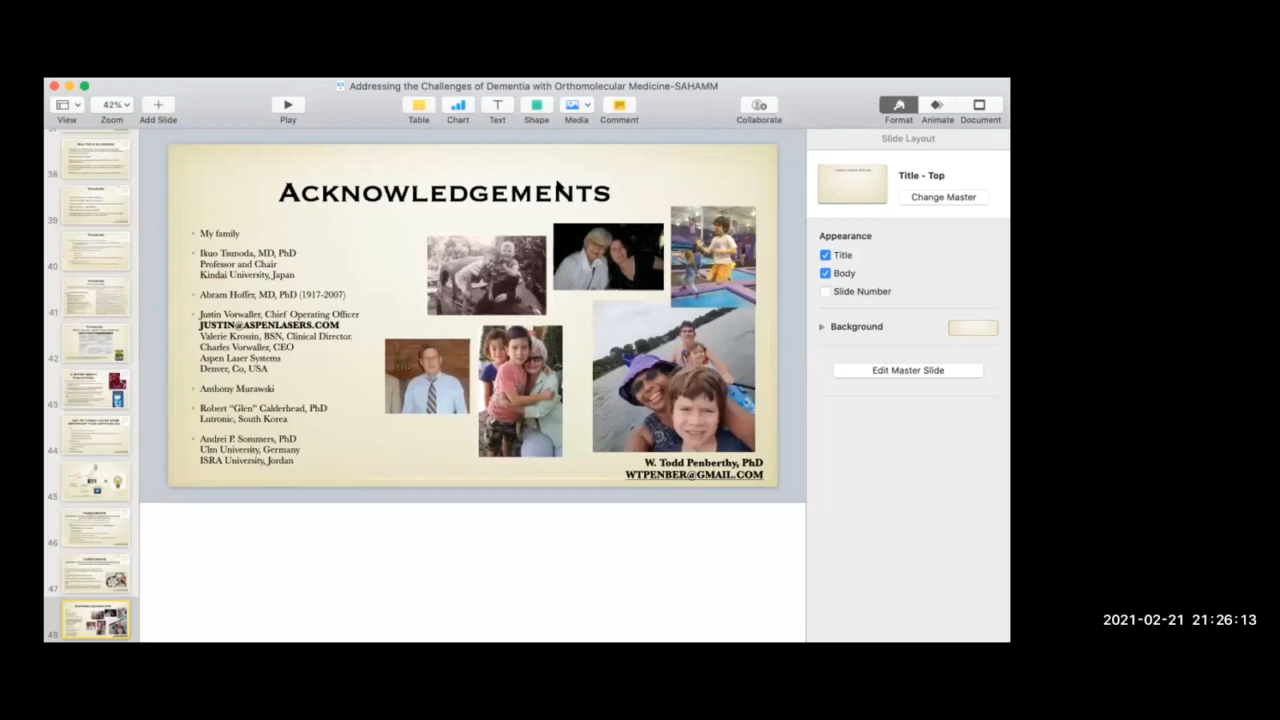 Addressing the Challenges of Dementia with Orthomolecular Medicine-SAHAMM
42%
View Zoom Add Slide Play Table Chart Text Shape Media Comment Collaborate Format Animate Document
Slide Layout
Title - Top
Change Master
Appearance
Title
Body
Slide Number
Background
Edit Master Slide
38
39
40
41
42
43
44
45
46
47
48
ACKNOWLEDGEMENTS
My family
Ikuo Tsunoda, MD, PhD
Professor and Chair
Kindai University, Japan
Abram Hoffer, MD, PhD (1917-2007)
Justin Vorwaller, Chief Operating Officer
JUSTIN@ASPENLASERS.COM
Valerie Krossin, BSN, Clinical Director.
Charles Vorwaller, CEO
Aspen Laser Systems
Denver, Co, USA
Anthony Murawski
Robert “Glen” Calderhead, PhD
Lutronic, South Korea
Andrei P. Sommers, PhD
Ulm University, Germany
ISRA University, Jordan
W. Todd Penberthy, PhD
WTPENBER@GMAIL.COM
2021-02-21 21:26:13